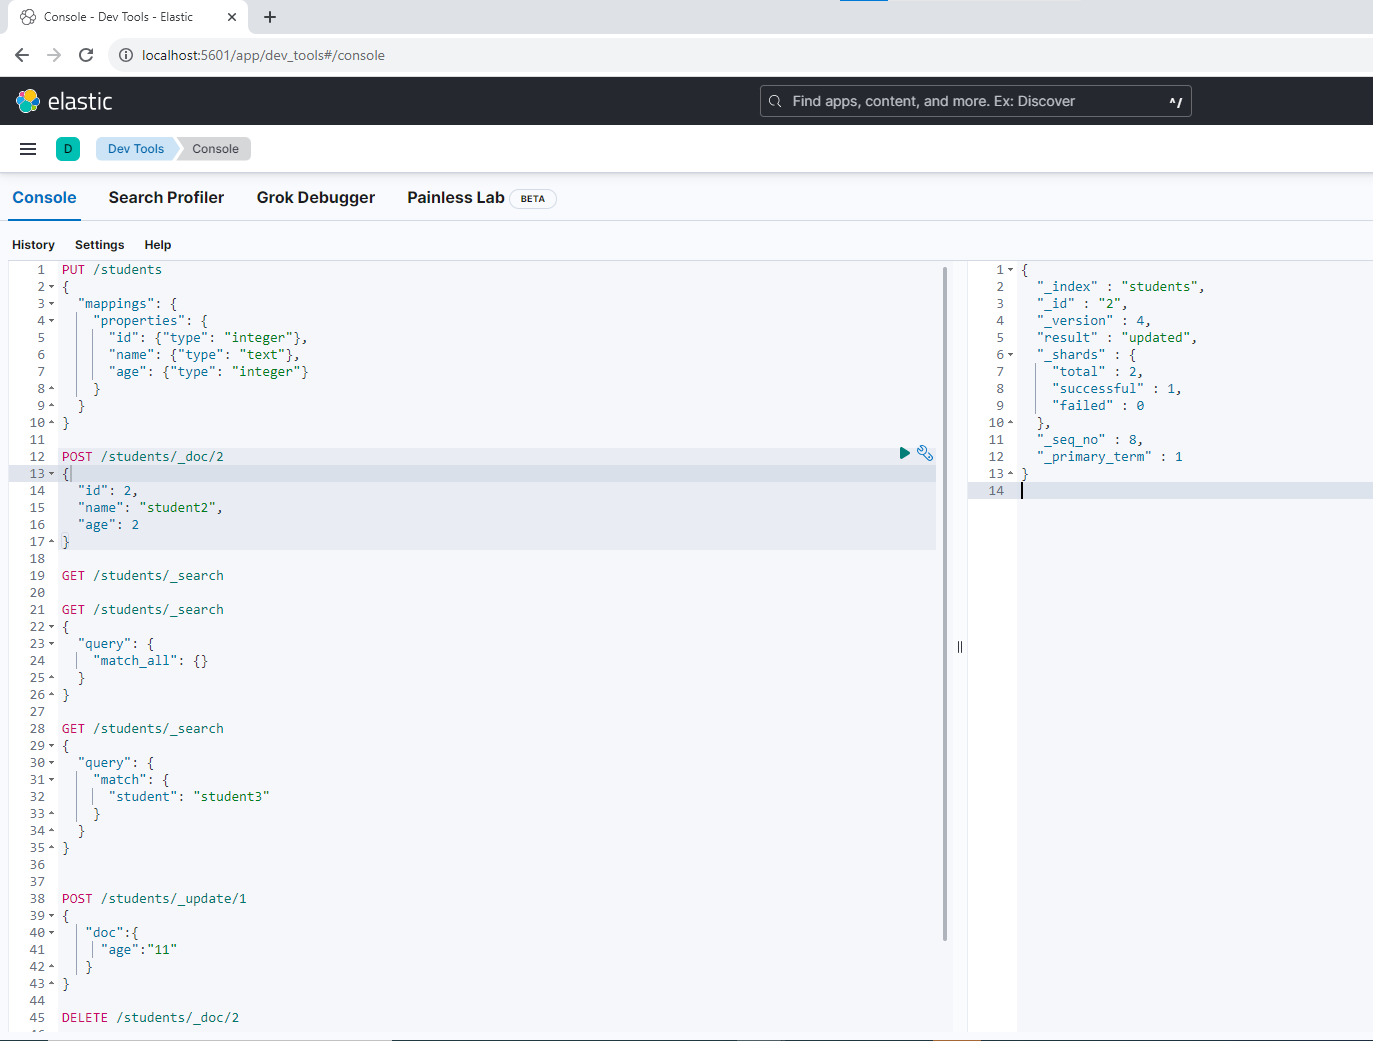 Console - Dev Tools - Elastic
localhost:5601/app/dev_tools#/console
elastic
Find apps, content, and more. Ex: Discover ^/
D Dev Tools Console
Console Search Profiler Grok Debugger Painless Lab BETA
History Settings Help
1 PUT /students
2 {
3 "mappings": {
4 "properties": {
5 "id": {"type": "integer"},
6 "name": {"type": "text"},
7 "age": {"type": "integer"}
8 }
9 }
10 }
11
12 POST /students/_doc/2
13 {
14 "id": 2,
15 "name": "student2",
16 "age": 2
17 }
18
19 GET /students/_search
20
21 GET /students/_search
22 {
23 "query": {
24 "match_all": {}
25 }
26 }
27
28 GET /students/_search
29 {
30 "query": {
31 "match": {
32 "student": "student3"
33 }
34 }
35 }
36
37
38 POST /students/_update/1
39 {
40 "doc":{
41 "age":"11"
42 }
43 }
44
45 DELETE /students/_doc/2
1 {
2 "_index" : "students",
3 "_id" : "2",
4 "_version" : 4,
5 "result" : "updated",
6 "_shards" : {
7 "total" : 2,
8 "successful" : 1,
9 "failed" : 0
10 },
11 "_seq_no" : 8,
12 "_primary_term" : 1
13 }
14